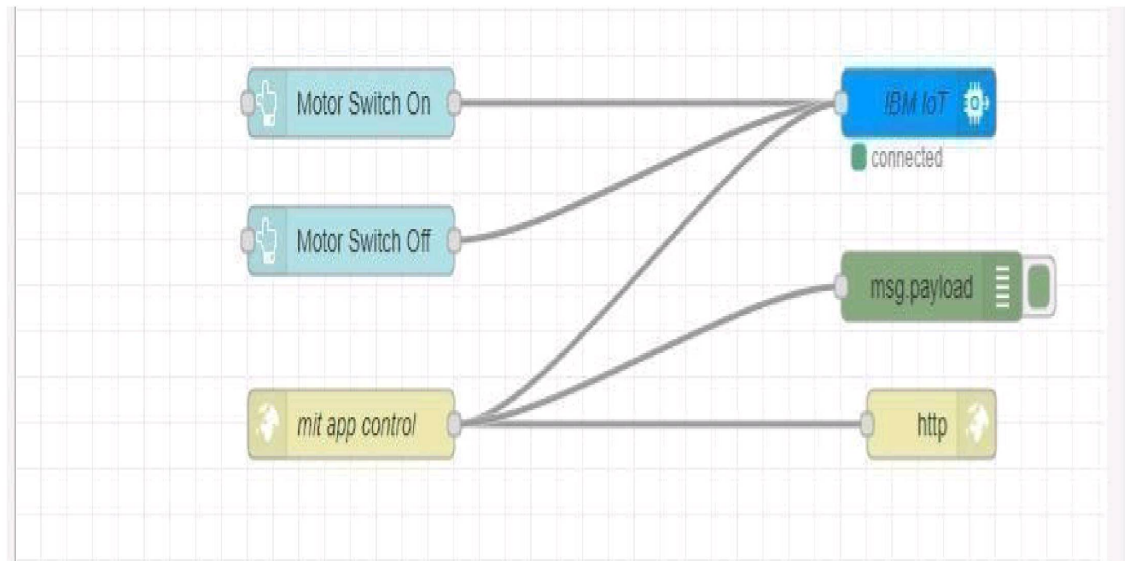 Motor Switch On
IBM IoT
connected
Motor Switch Off
msg.payload
mit app control
http